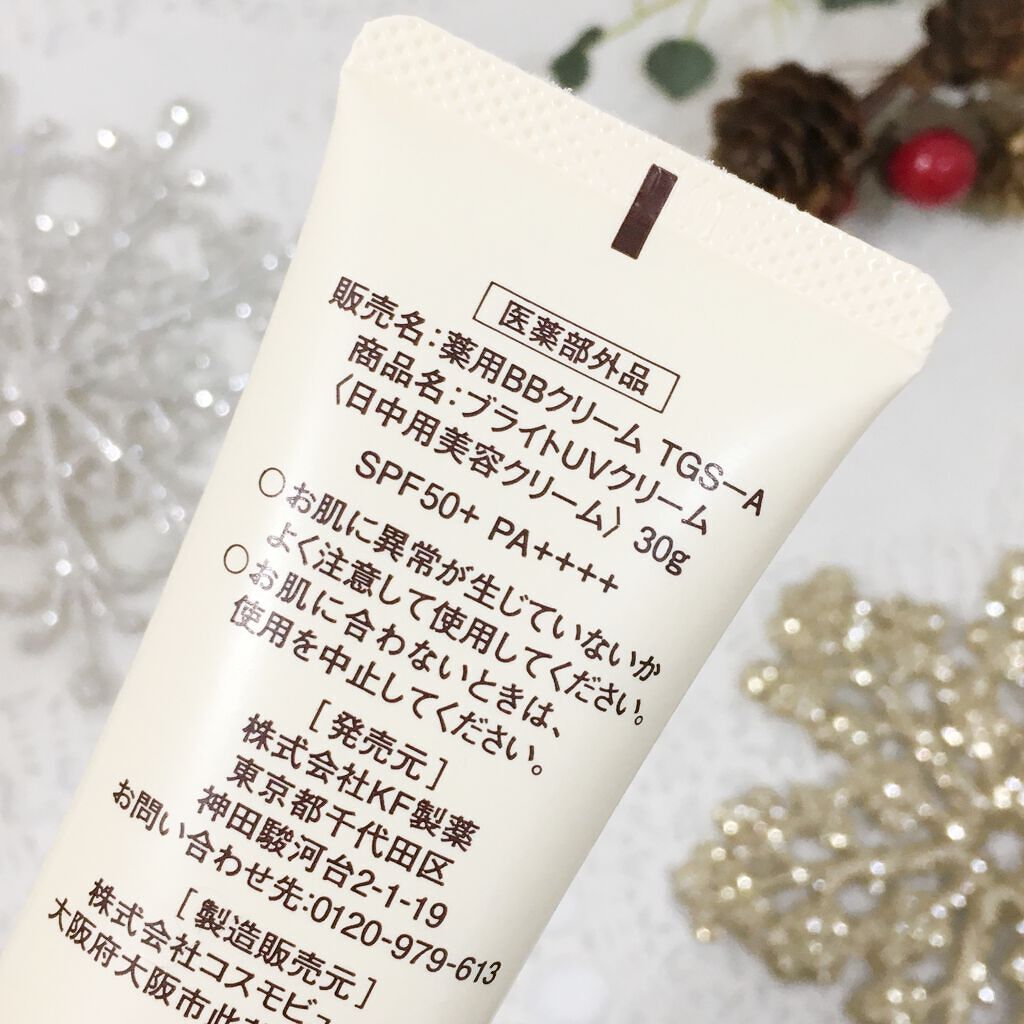 医薬部外品
販売名:薬用BBクリーム TGS-A
商品名:ブライトUVクリーム
〈日中用美容クリーム〉 30g
SPF50+ PA++++
○お肌に異常が生じていないか
よく注意して使用してください。
○お肌に合わないときは、
使用を中止してください。
[ 発売元 ]
株式会社KF製薬
東京都千代田区
神田駿河台2-1-19
お問い合わせ先:0120-979-613
[ 製造販売元 ]
株式会社コスモビ
大阪府大阪市此